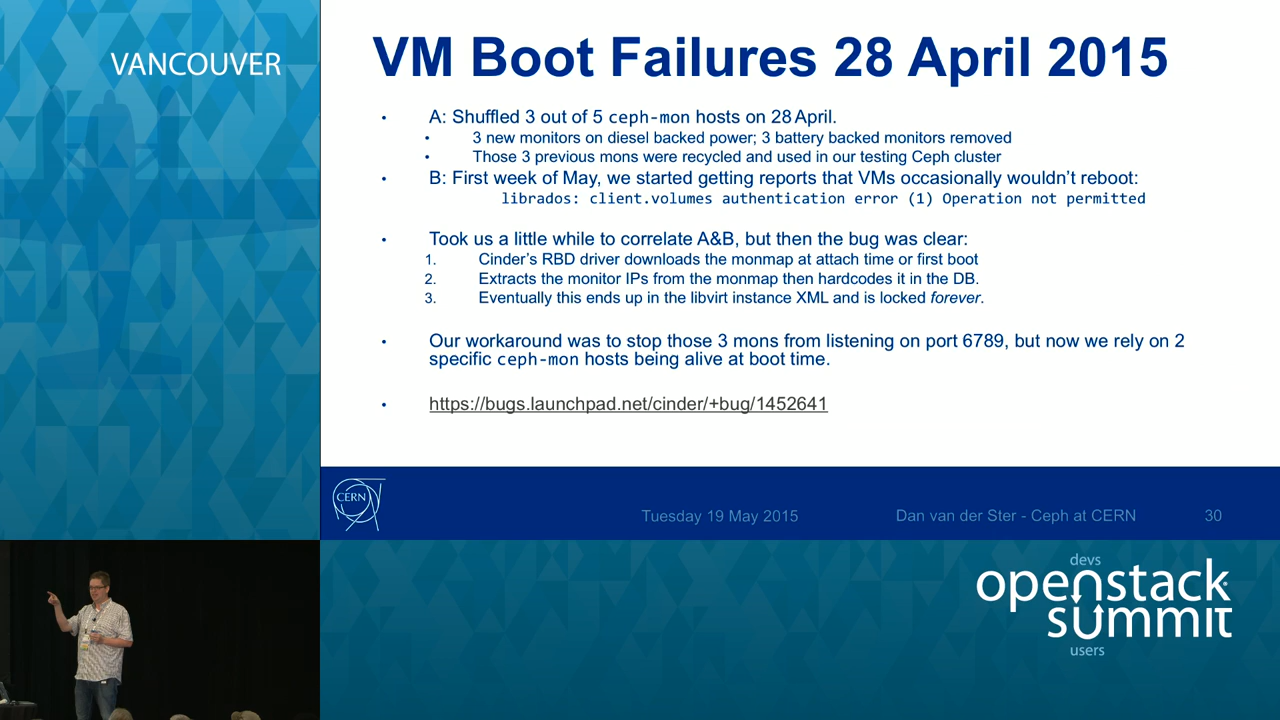 VANCOUVER
VM Boot Failures 28 April 2015
• A: Shuffled 3 out of 5 ceph-mon hosts on 28 April.
• 3 new monitors on diesel backed power; 3 battery backed monitors removed
• Those 3 previous mons were recycled and used in our testing Ceph cluster
• B: First week of May, we started getting reports that VMs occasionally wouldn't reboot:
librados: client.volumes authentication error (1) Operation not permitted
• Took us a little while to correlate A&B, but then the bug was clear:
1. Cinder's RBD driver downloads the monmap at attach time or first boot
2. Extracts the monitor IPs from the monmap then hardcodes it in the DB.
3. Eventually this ends up in the libvirt instance XML and is locked forever.
• Our workaround was to stop those 3 mons from listening on port 6789, but now we rely on 2
specific ceph-mon hosts being alive at boot time.
• https://bugs.launchpad.net/cinder/+bug/1452641
CERN
Tuesday 19 May 2015
Dan van der Ster - Ceph at CERN
30
devs
openstack
summit
users